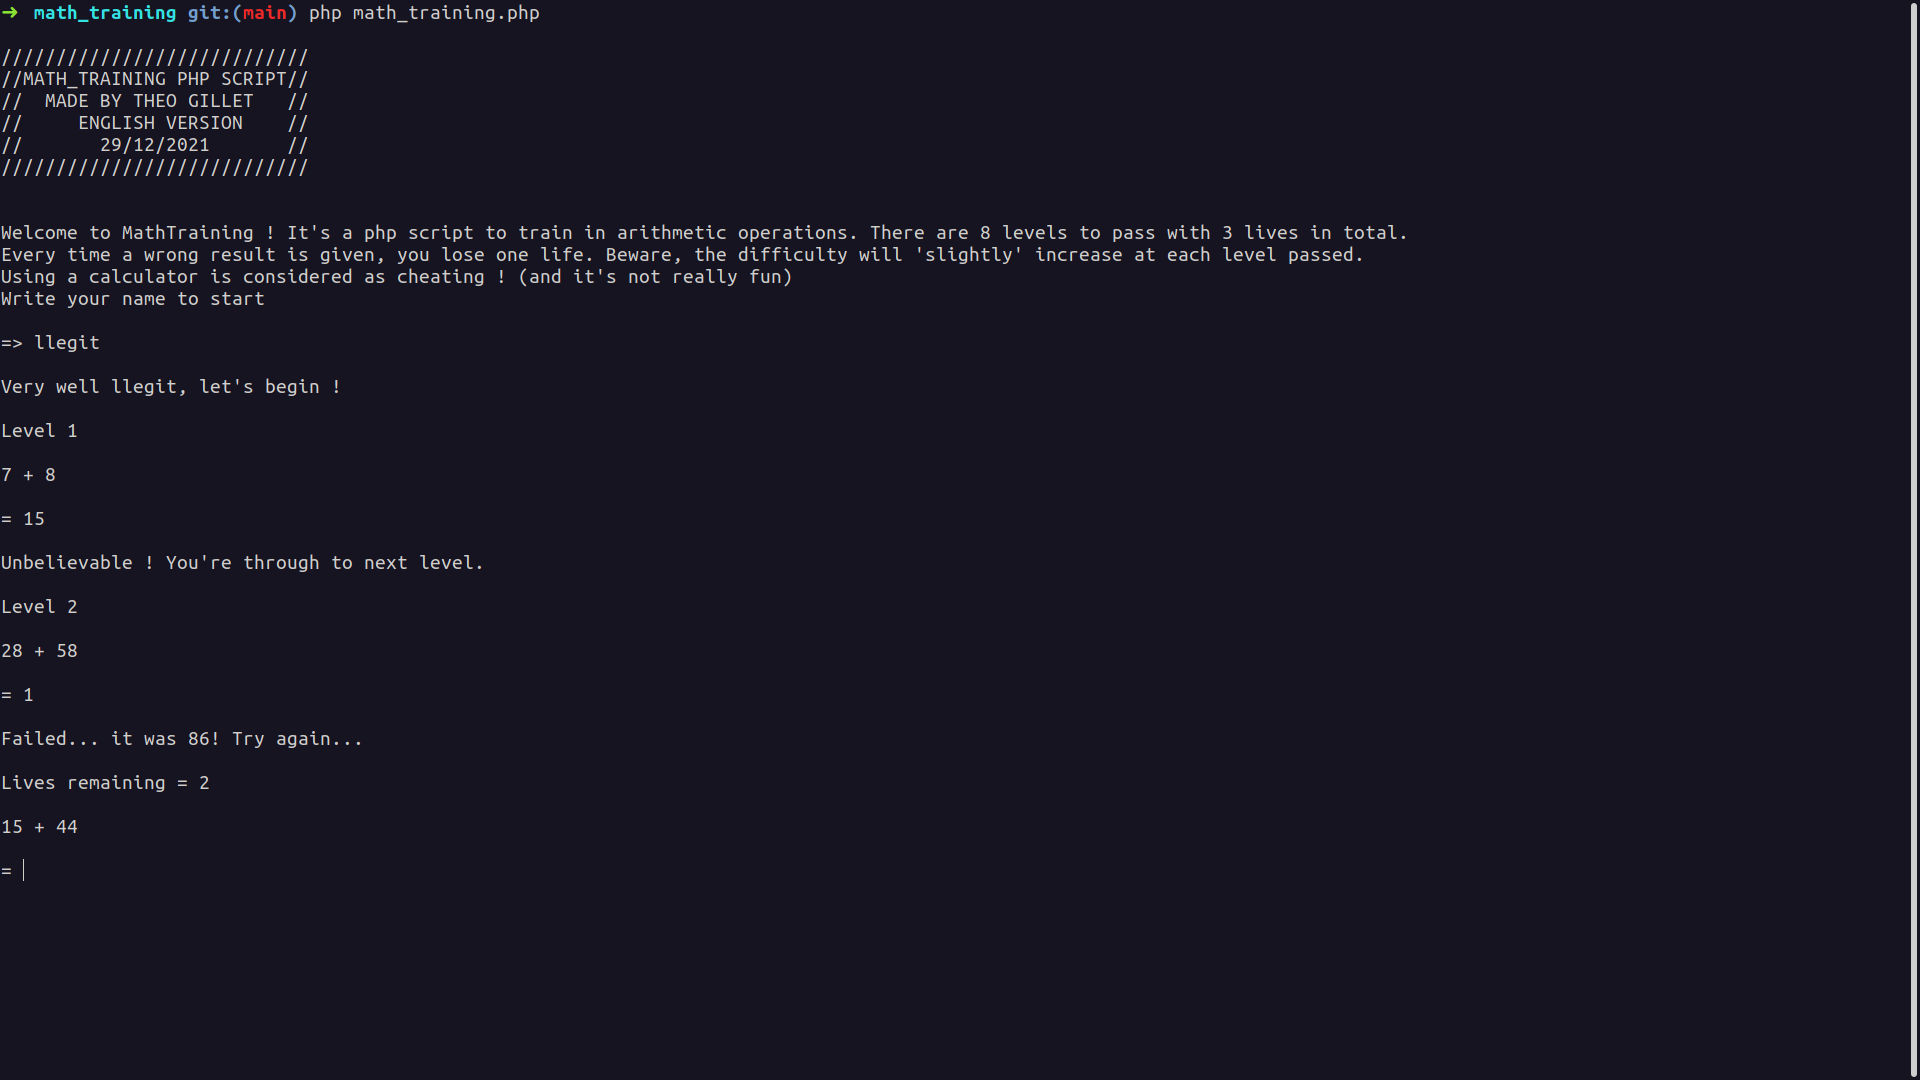 ➜  math_training git:(main) php math_training.php
////////////////////////////
//MATH_TRAINING PHP SCRIPT//
//  MADE BY THEO GILLET   //
//     ENGLISH VERSION    //
//       29/12/2021       //
////////////////////////////
Welcome to MathTraining ! It's a php script to train in arithmetic operations. There are 8 levels to pass with 3 lives in total.
Every time a wrong result is given, you lose one life. Beware, the difficulty will 'slightly' increase at each level passed.
Using a calculator is considered as cheating ! (and it's not really fun)
Write your name to start
=> llegit
Very well llegit, let's begin !
Level 1
7 + 8
= 15
Unbelievable ! You're through to next level.
Level 2
28 + 58
= 1
Failed... it was 86! Try again...
Lives remaining = 2
15 + 44
=